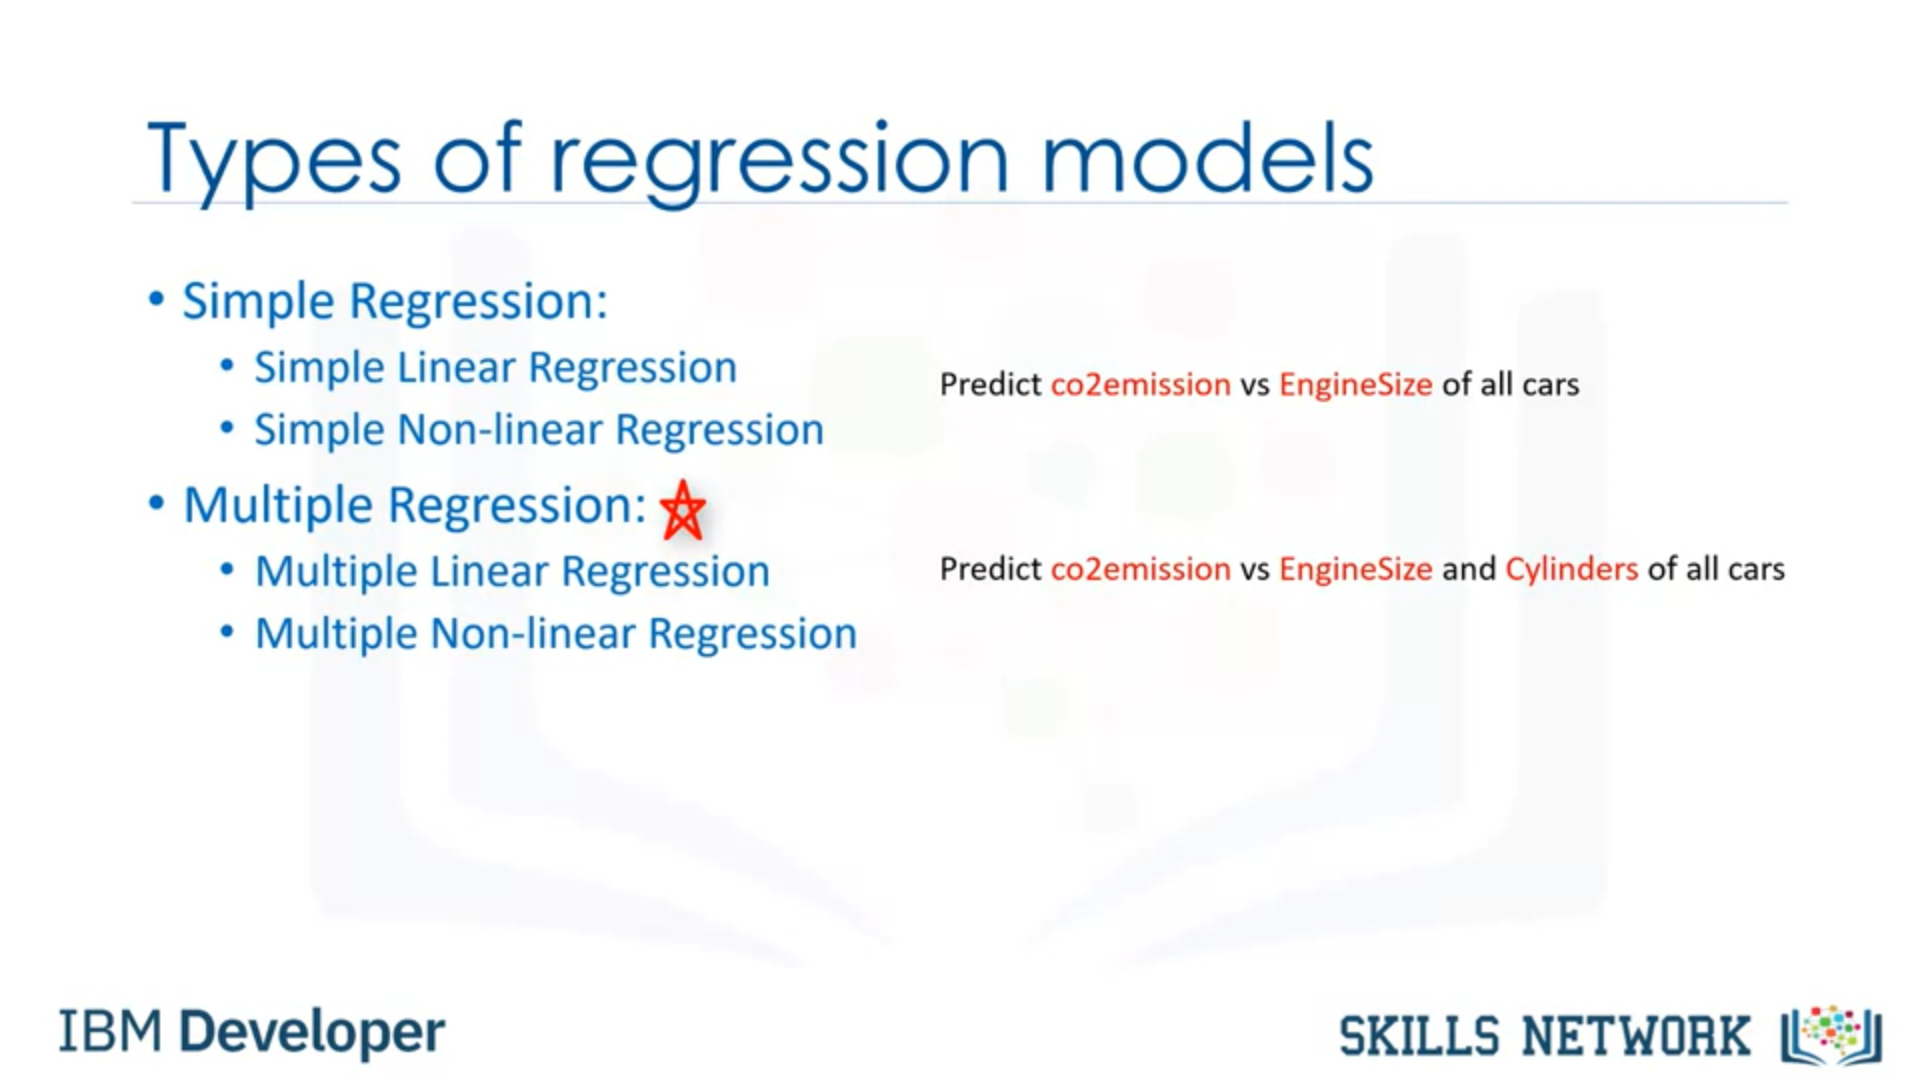 Types of regression models
• Simple Regression:
• Simple Linear Regression
Predict co2emission vs EngineSize of all cars
• Simple Non-linear Regression
• Multiple Regression:
• Multiple Linear Regression
Predict co2emission vs EngineSize and Cylinders of all cars
• Multiple Non-linear Regression
IBM Developer
SKILLS NETWORK